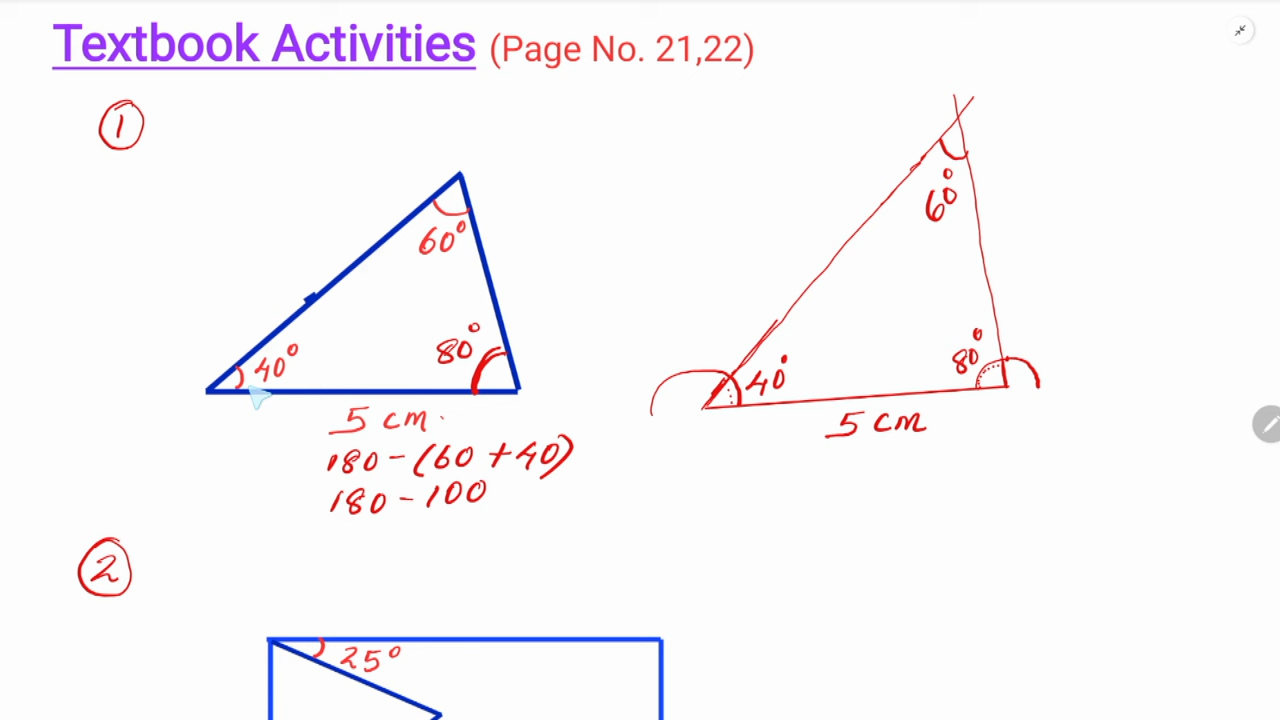 Textbook Activities (Page No. 21,22)
1
60°
40°
80°
5 cm.
180 - (60 + 40)
180 - 100
60°
40°
80°
5 cm
2
25°